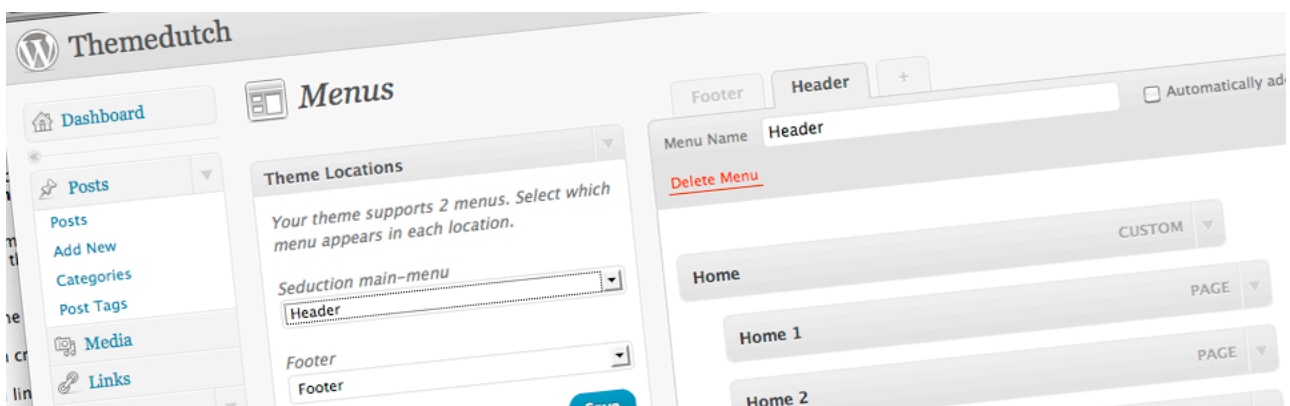 Themedutch
Dashboard
Posts
Posts
Add New
Categories
Post Tags
Media
Links
Menus
Theme Locations
Your theme supports 2 menus. Select which
menu appears in each location.
Seduction main-menu
Header
Footer
Footer
Save
Footer
Header
+
Menu Name
Header
Automatically add
Delete Menu
Home
CUSTOM
Home 1
PAGE
Home 2
PAGE